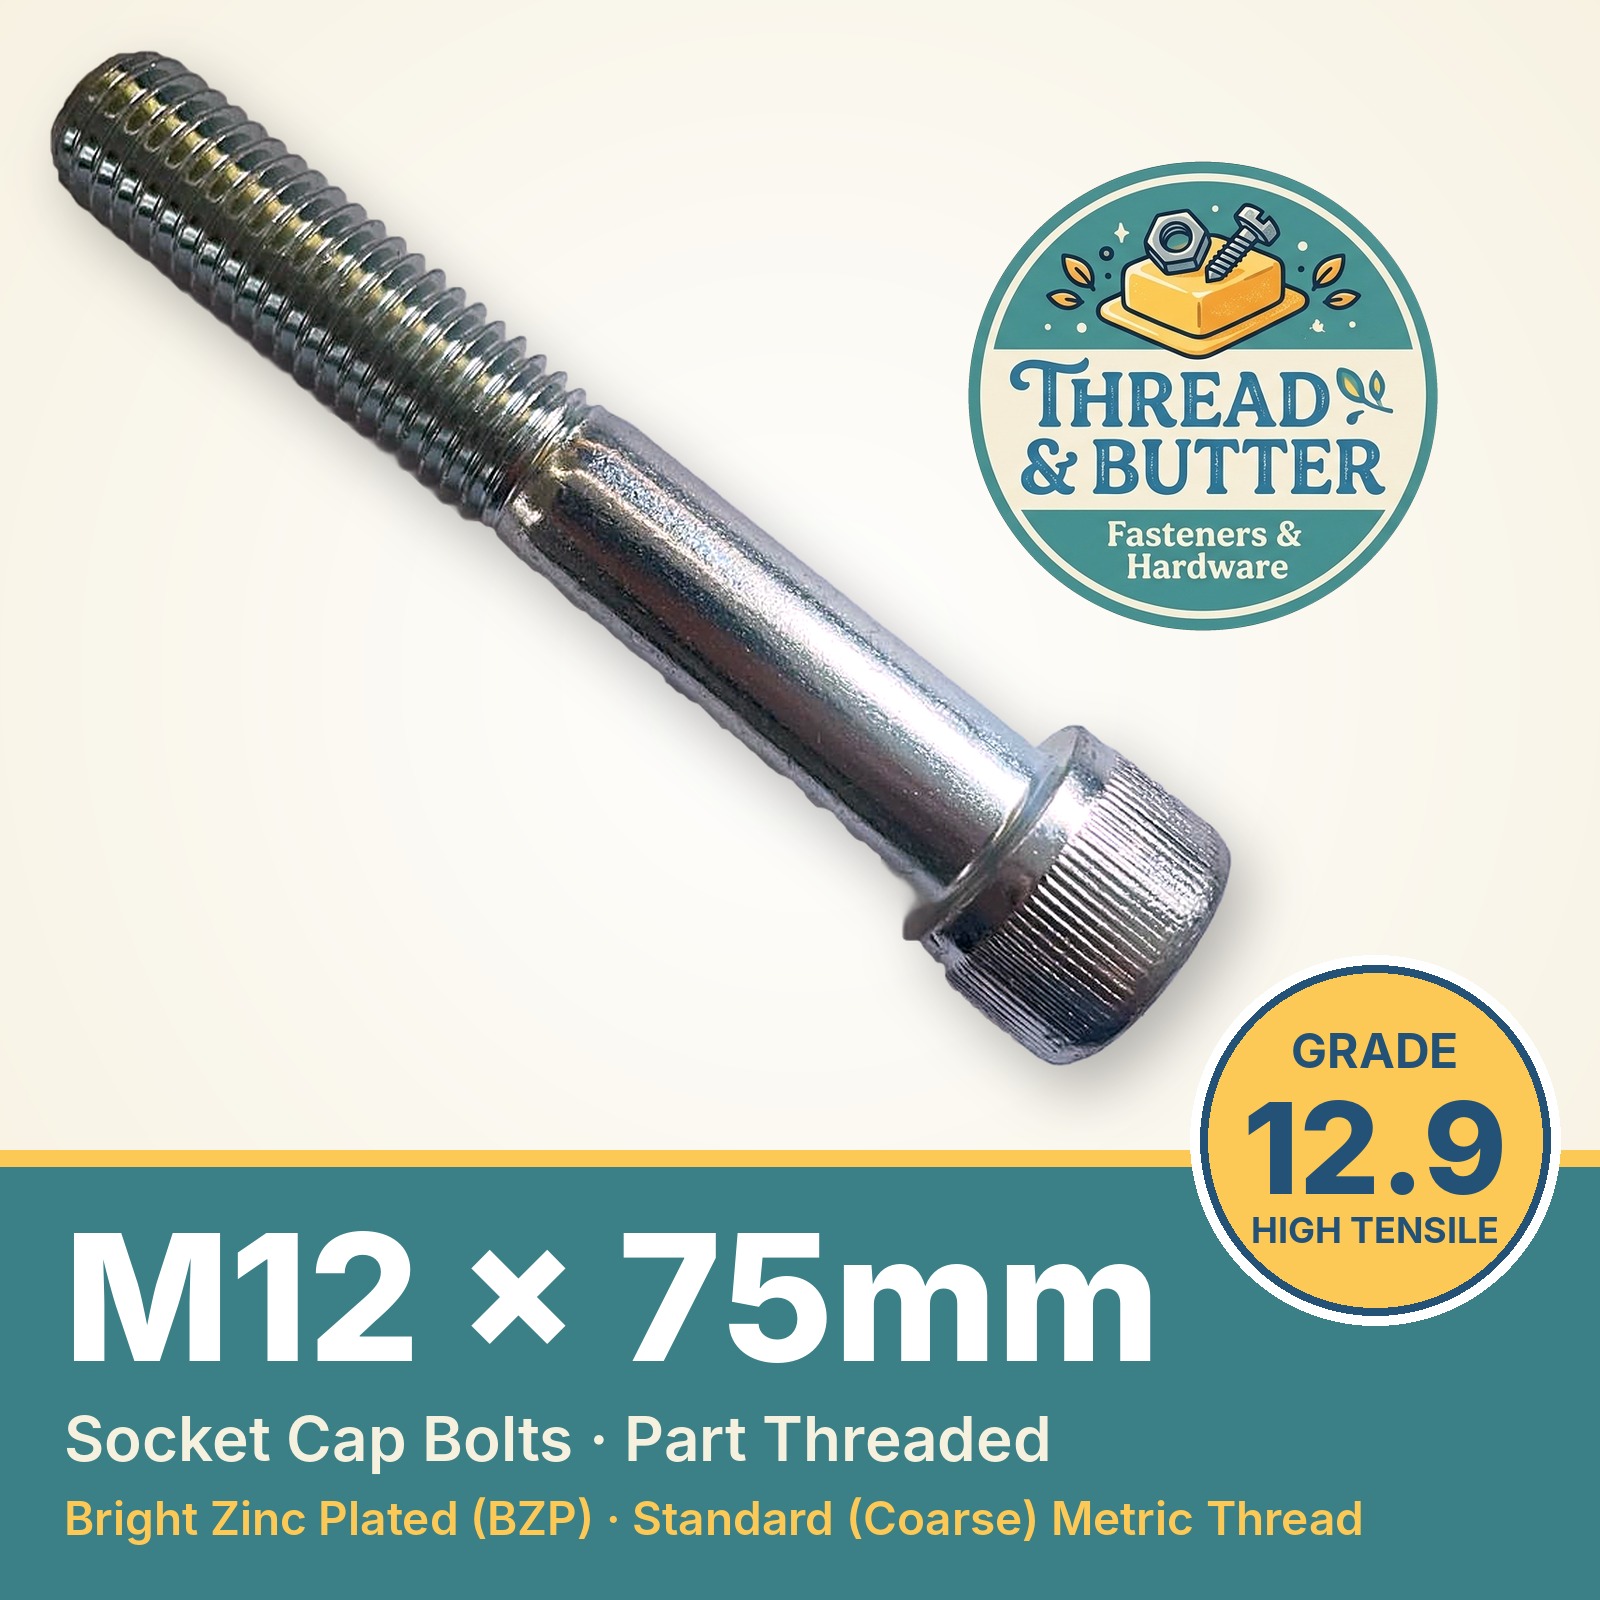 THREAD
& BUTTER
Fasteners &
Hardware
GRADE
12.9
HIGH TENSILE
M12 × 75mm
Socket Cap Bolts · Part Threaded
Bright Zinc Plated (BZP) · Standard (Coarse) Metric Thread